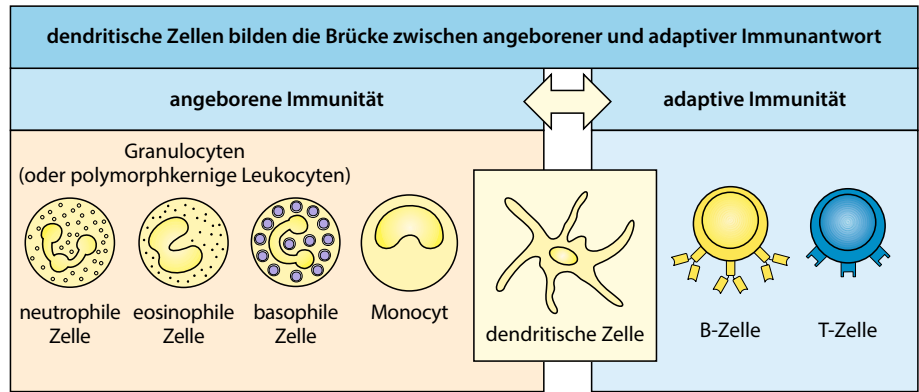 dendritische Zellen bilden die Brücke zwischen angeborener und adaptiver Immunantwort
angeborene Immunität
adaptive Immunität
Granulocyten
(oder polymorphkernige Leukocyten)
neutrophile
Zelle
eosinophile
Zelle
basophile
Zelle
Monocyt
dendritische Zelle
B-Zelle
T-Zelle